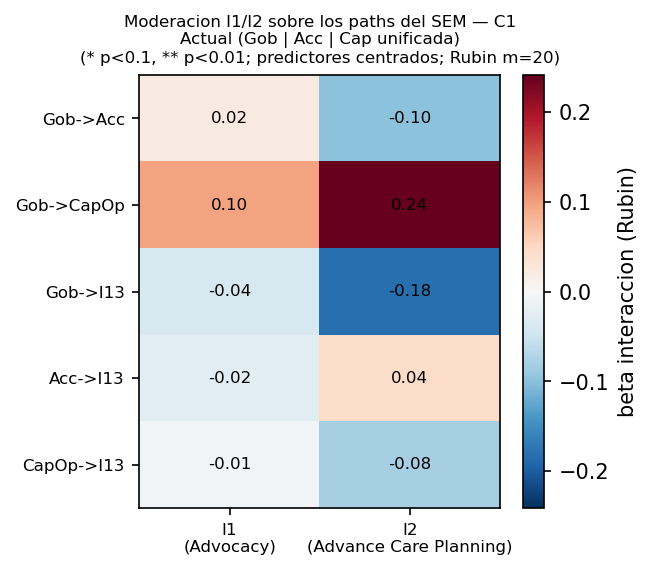 Moderacion I1/I2 sobre los paths del SEM — C1
Actual (Gob | Acc | Cap unificada)
(* p<0.1, ** p<0.01; predictores centrados; Rubin m=20)
Gob->Acc 0.02 -0.10
Gob->CapOp 0.10 0.24
Gob->I13 -0.04 -0.18
Acc->I13 -0.02 0.04
CapOp->I13 -0.01 -0.08
I1 I2
(Advocacy) (Advance Care Planning)
0.2
0.1
0.0
−0.1
−0.2
beta interaccion (Rubin)